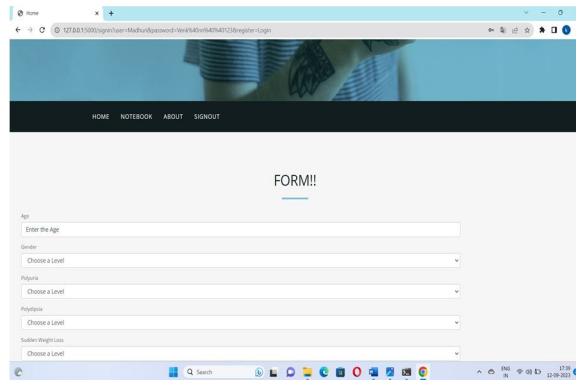 Home
127.0.0.1:5000/signin?user=Madhuri&password=Venk%40mi%40%40123&register=Login
HOME NOTEBOOK ABOUT SIGNOUT
FORM!!
Age
Enter the Age
Gender
Choose a Level
Polyuria
Choose a Level
Polydipsia
Choose a Level
Sudden Weight Loss
Choose a Level
Search
ENG
IN
17:39
12-09-2023